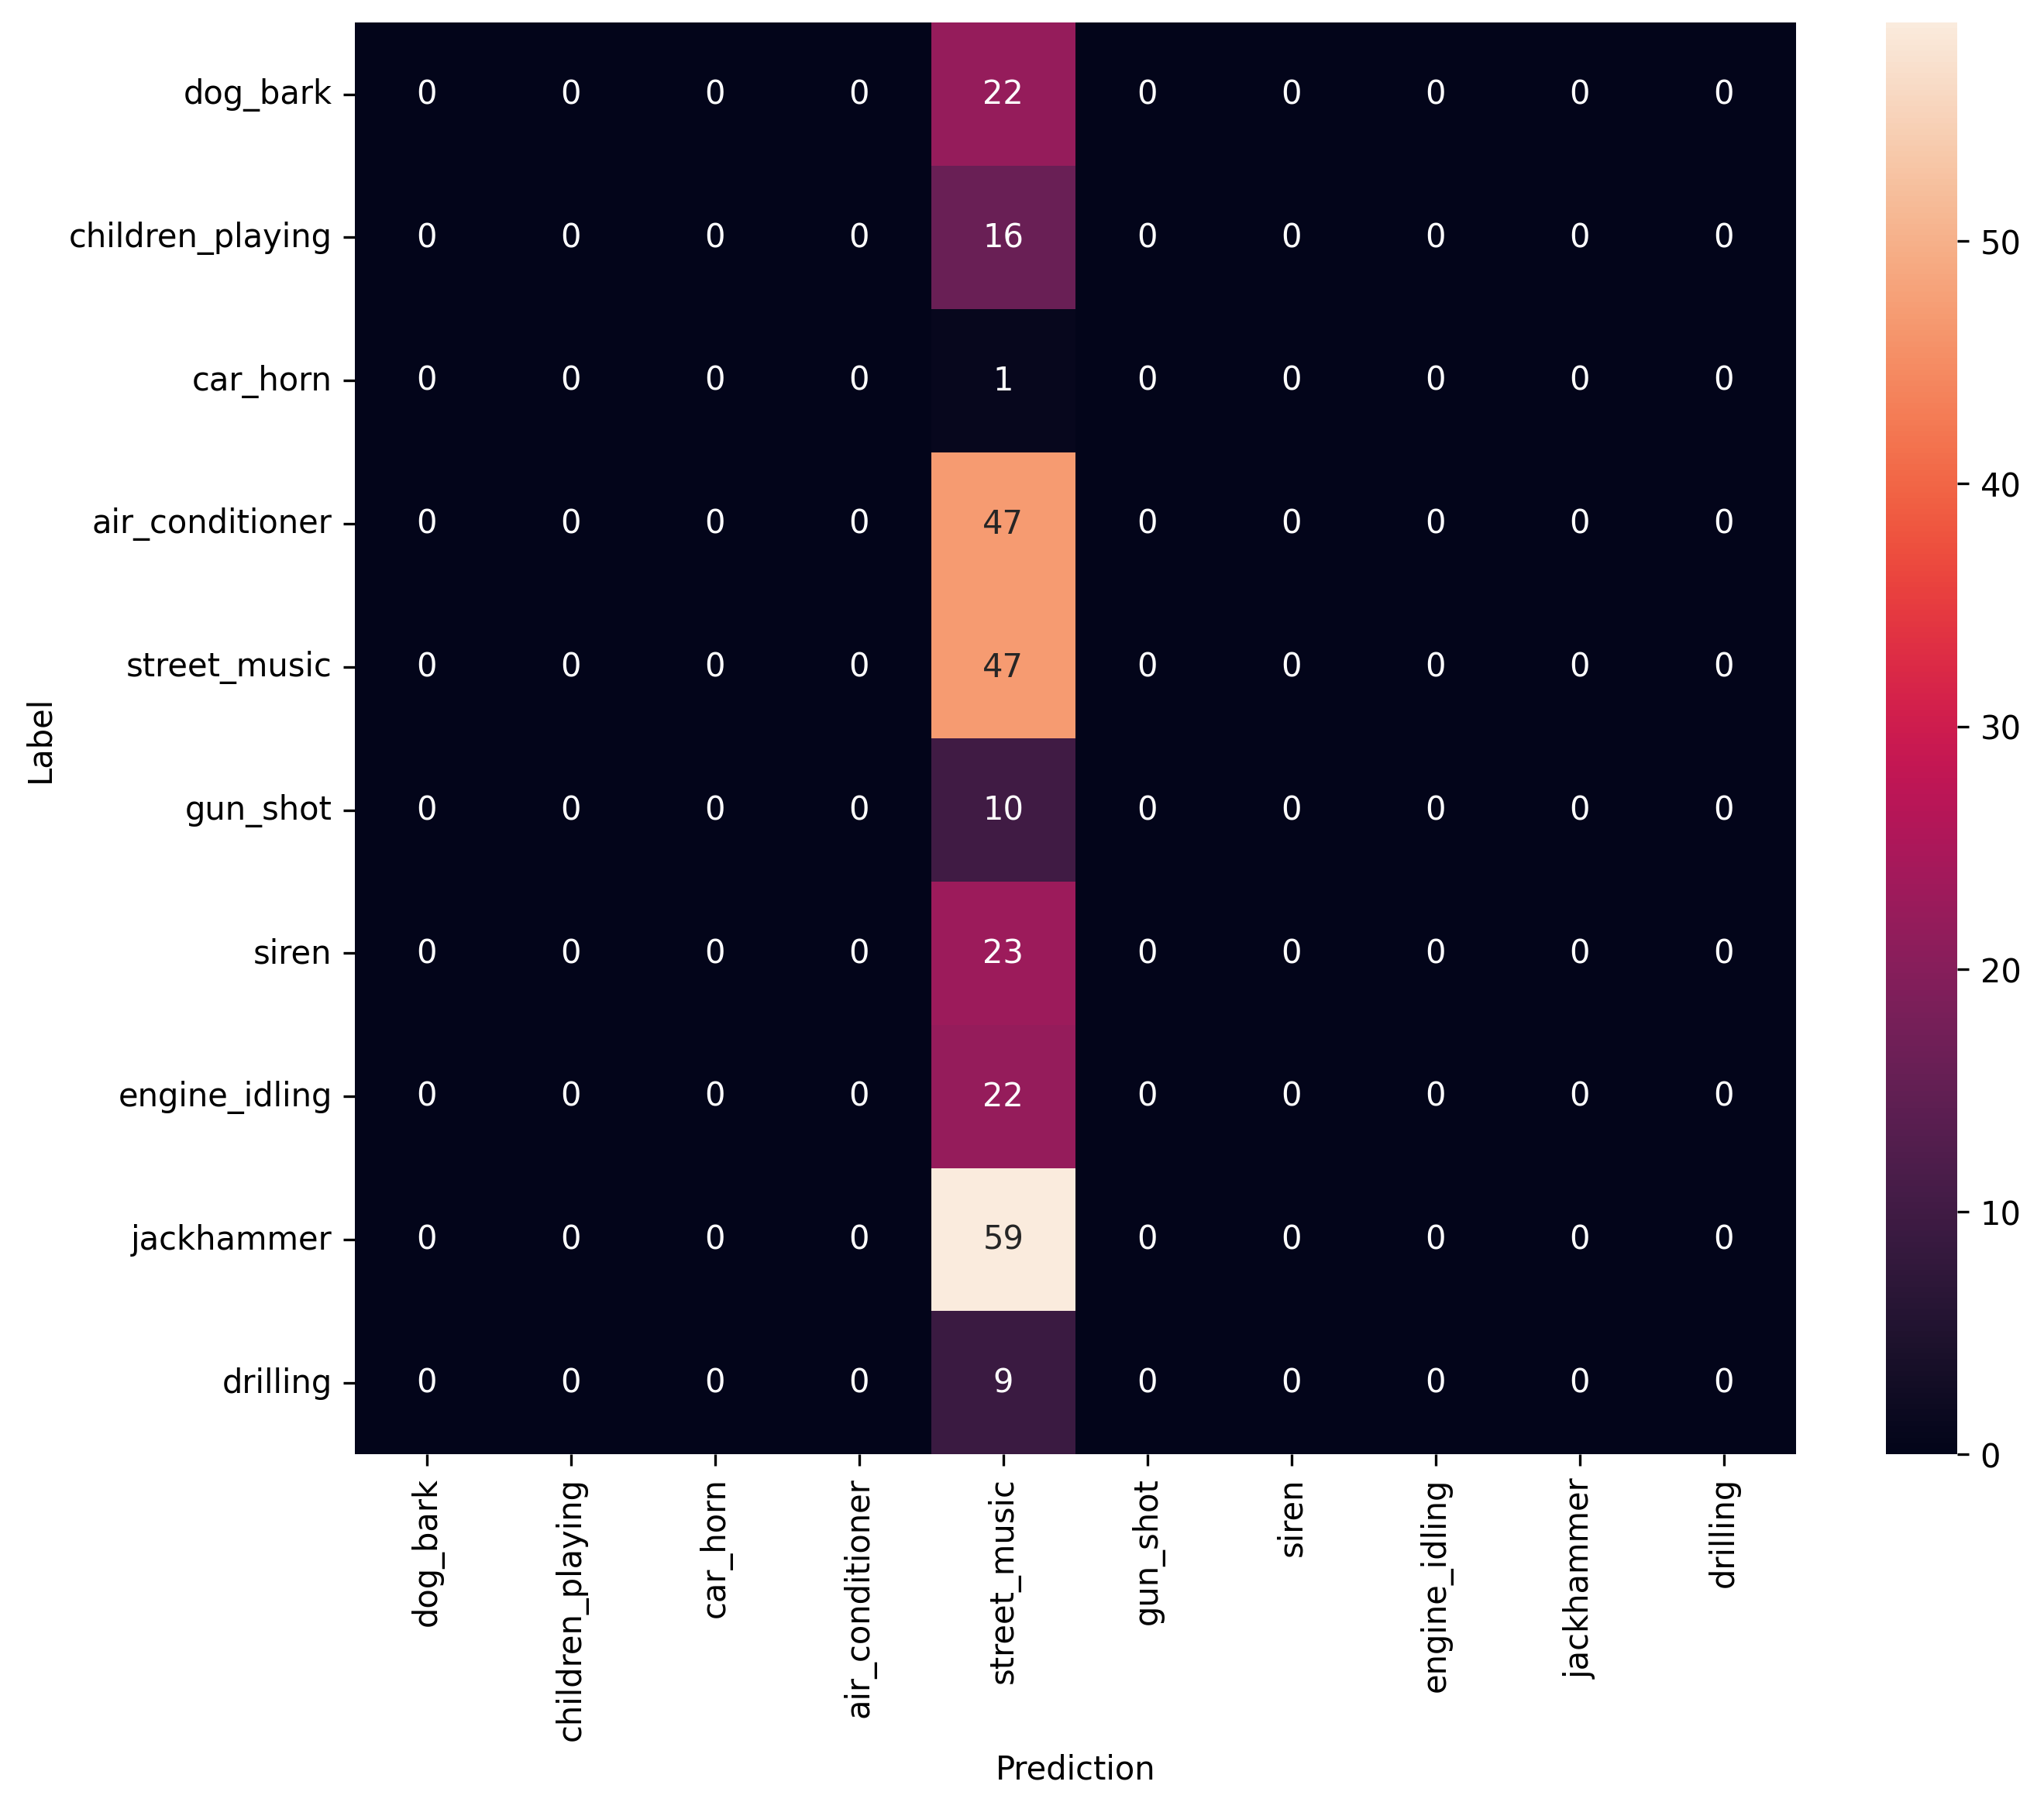 dog_bark 0 0 0 0 22 0 0 0 0 0
children_playing 0 0 0 0 16 0 0 0 0 0
car_horn 0 0 0 0 1 0 0 0 0 0
air_conditioner 0 0 0 0 47 0 0 0 0 0
street_music 0 0 0 0 47 0 0 0 0 0
gun_shot 0 0 0 0 10 0 0 0 0 0
siren 0 0 0 0 23 0 0 0 0 0
engine_idling 0 0 0 0 22 0 0 0 0 0
jackhammer 0 0 0 0 59 0 0 0 0 0
drilling 0 0 0 0 9 0 0 0 0 0
Label
dog_bark
children_playing
car_horn
air_conditioner
street_music
gun_shot
siren
engine_idling
jackhammer
drilling
Prediction
50
40
30
20
10
0